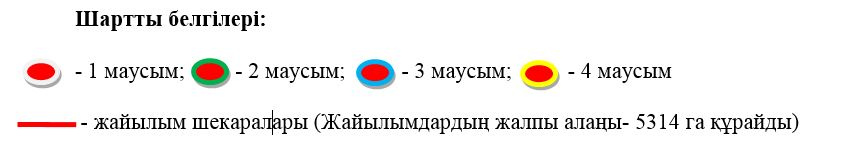 Шартты белгілері:
- 1 маусым; - 2 маусым; - 3 маусым; - 4 маусым
- жайылым шекаралары (Жайылымдардың жалпы алаңы- 5314 га құрайды)